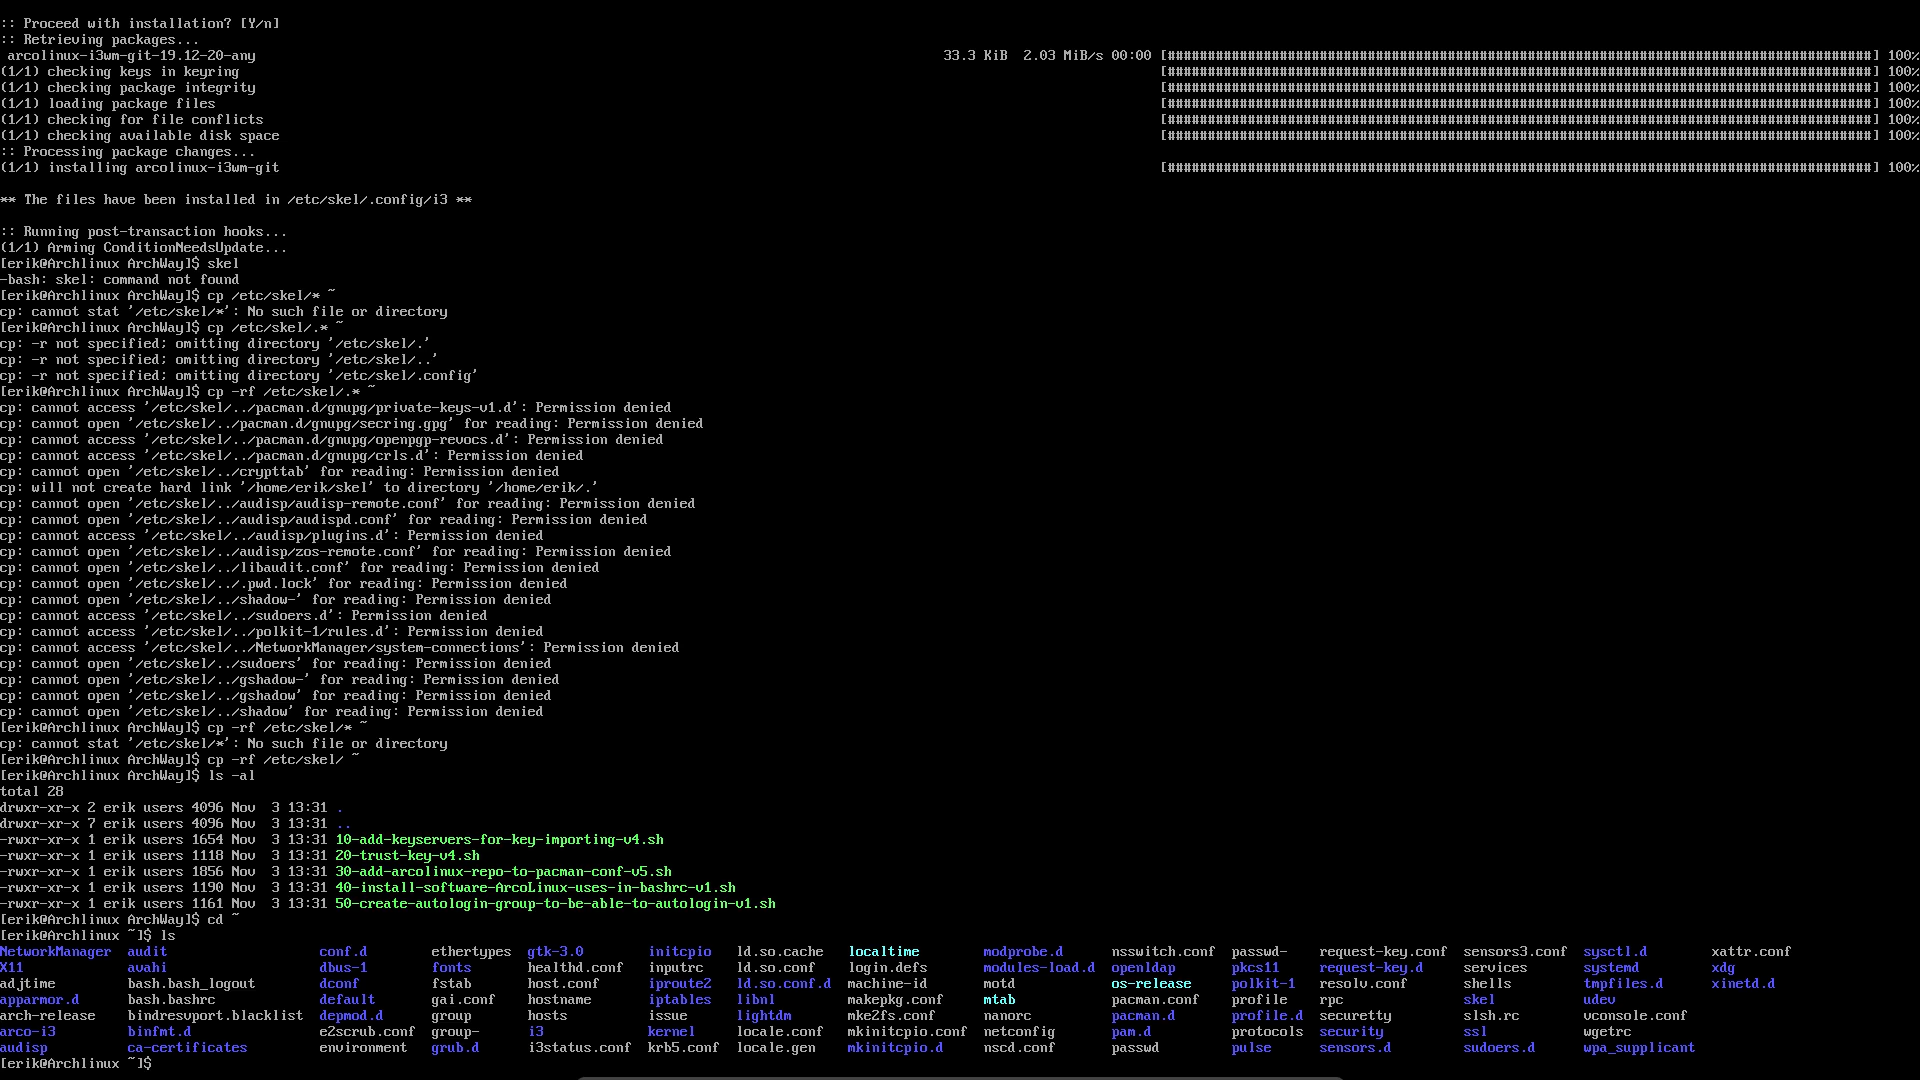 :: Proceed with installation? [Y/n]
:: Retrieving packages...
 arcolinux-i3wm-git-19.12-20-any 33.3 KiB 2.03 MiB/s 00:00 [########################################################################################] 100%
(1/1) checking keys in keyring [########################################################################################] 100%
(1/1) checking package integrity [########################################################################################] 100%
(1/1) loading package files [########################################################################################] 100%
(1/1) checking for file conflicts [########################################################################################] 100%
(1/1) checking available disk space [########################################################################################] 100%
:: Processing package changes...
(1/1) installing arcolinux-i3wm-git [########################################################################################] 100%
** The files have been installed in /etc/skel/.config/i3 **
:: Running post-transaction hooks...
(1/1) Arming ConditionNeedsUpdate...
[erik@Archlinux ArchWay]$ skel
-bash: skel: command not found
[erik@Archlinux ArchWay]$ cp /etc/skel/* ~
cp: cannot stat '/etc/skel/*': No such file or directory
[erik@Archlinux ArchWay]$ cp /etc/skel/.* ~
cp: -r not specified; omitting directory '/etc/skel/.'
cp: -r not specified; omitting directory '/etc/skel/..'
cp: -r not specified; omitting directory '/etc/skel/.config'
[erik@Archlinux ArchWay]$ cp -rf /etc/skel/.* ~
cp: cannot access '/etc/skel/../pacman.d/gnupg/private-keys-v1.d': Permission denied
cp: cannot open '/etc/skel/../pacman.d/gnupg/secring.gpg' for reading: Permission denied
cp: cannot access '/etc/skel/../pacman.d/gnupg/openpgp-revocs.d': Permission denied
cp: cannot access '/etc/skel/../pacman.d/gnupg/crls.d': Permission denied
cp: cannot open '/etc/skel/../crypttab' for reading: Permission denied
cp: will not create hard link '/home/erik/skel' to directory '/home/erik/.'
cp: cannot open '/etc/skel/../audisp/audisp-remote.conf' for reading: Permission denied
cp: cannot open '/etc/skel/../audisp/audispd.conf' for reading: Permission denied
cp: cannot access '/etc/skel/../audisp/plugins.d': Permission denied
cp: cannot open '/etc/skel/../audisp/zos-remote.conf' for reading: Permission denied
cp: cannot open '/etc/skel/../libaudit.conf' for reading: Permission denied
cp: cannot open '/etc/skel/../.pwd.lock' for reading: Permission denied
cp: cannot open '/etc/skel/../shadow-' for reading: Permission denied
cp: cannot access '/etc/skel/../sudoers.d': Permission denied
cp: cannot access '/etc/skel/../polkit-1/rules.d': Permission denied
cp: cannot access '/etc/skel/../NetworkManager/system-connections': Permission denied
cp: cannot open '/etc/skel/../sudoers' for reading: Permission denied
cp: cannot open '/etc/skel/../gshadow-' for reading: Permission denied
cp: cannot open '/etc/skel/../gshadow' for reading: Permission denied
cp: cannot open '/etc/skel/../shadow' for reading: Permission denied
[erik@Archlinux ArchWay]$ cp -rf /etc/skel/* ~
cp: cannot stat '/etc/skel/*': No such file or directory
[erik@Archlinux ArchWay]$ cp -rf /etc/skel/ ~
[erik@Archlinux ArchWay]$ ls -al
total 28
drwxr-xr-x 2 erik users 4096 Nov  3 13:31 .
drwxr-xr-x 7 erik users 4096 Nov  3 13:31 ..
-rwxr-xr-x 1 erik users 1654 Nov  3 13:31 10-add-keyservers-for-key-importing-v4.sh
-rwxr-xr-x 1 erik users 1118 Nov  3 13:31 20-trust-key-v4.sh
-rwxr-xr-x 1 erik users 1856 Nov  3 13:31 30-add-arcolinux-repo-to-pacman-conf-v5.sh
-rwxr-xr-x 1 erik users 1190 Nov  3 13:31 40-install-software-ArcoLinux-uses-in-bashrc-v1.sh
-rwxr-xr-x 1 erik users 1161 Nov  3 13:31 50-create-autologin-group-to-be-able-to-autologin-v1.sh
[erik@Archlinux ArchWay]$ cd ~
[erik@Archlinux ~]$ ls
NetworkManager audit conf.d ethertypes gtk-3.0 initcpio ld.so.cache localtime modprobe.d nsswitch.conf passwd- request-key.conf sensors3.conf sysctl.d xattr.conf
X11 avahi dbus-1 fonts healthd.conf inputrc ld.so.conf login.defs modules-load.d openldap pkcs11 request-key.d services systemd xdg
adjtime bash.bash_logout dconf fstab host.conf iproute2 ld.so.conf.d machine-id motd os-release polkit-1 resolv.conf shells tmpfiles.d xinetd.d
apparmor.d bash.bashrc default gai.conf hostname iptables libnl makepkg.conf mtab pacman.conf profile rpc skel udev
arch-release bindresvport.blacklist depmod.d group hosts issue lightdm mke2fs.conf nanorc pacman.d profile.d securetty slsh.rc vconsole.conf
arco-i3 binfmt.d e2scrub.conf group- i3 kernel locale.conf mkinitcpio.conf netconfig pam.d protocols security ssl wgetrc
audisp ca-certificates environment grub.d i3status.conf krb5.conf locale.gen mkinitcpio.d nscd.conf passwd pulse sensors.d sudoers.d wpa_supplicant
[erik@Archlinux ~]$